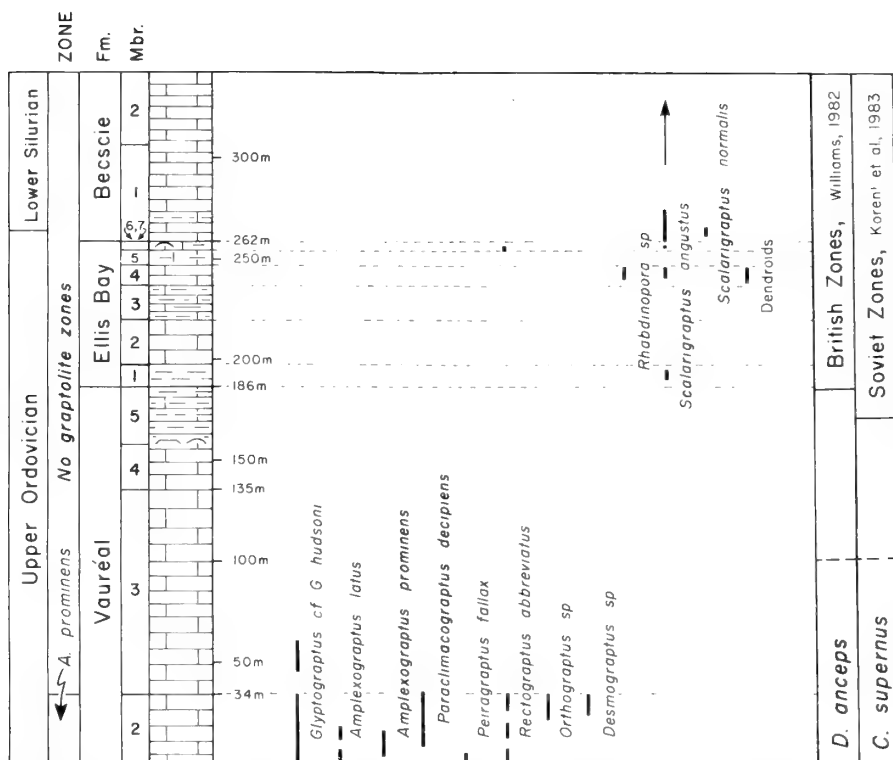 ZONE
Fm.
Mbr.
Lower Silurian
Upper Ordovician
No graptolite zones
A. prominens
Becscie
Ellis Bay
Vauréal
2
1
6,7
5
4
3
2
1
5
4
3
2
300m
262m
250m
200m
186m
150m
135m
100m
50m
34m
Glyptograptus cf G hudsoni
Amplexograptus latus
Amplexograptus prominens
Paraclimacograptus decipiens
Peiragraptus fallax
Rectograptus abbreviatus
Orthograptus sp
Desmograptus sp
Rhabdinopora sp
Scalarigraptus angustus
Scalarigraptus normalis
Dendroids
British Zones, Williams, 1982
Soviet Zones, Koren' et al, 1983
D. anceps
C. supernus